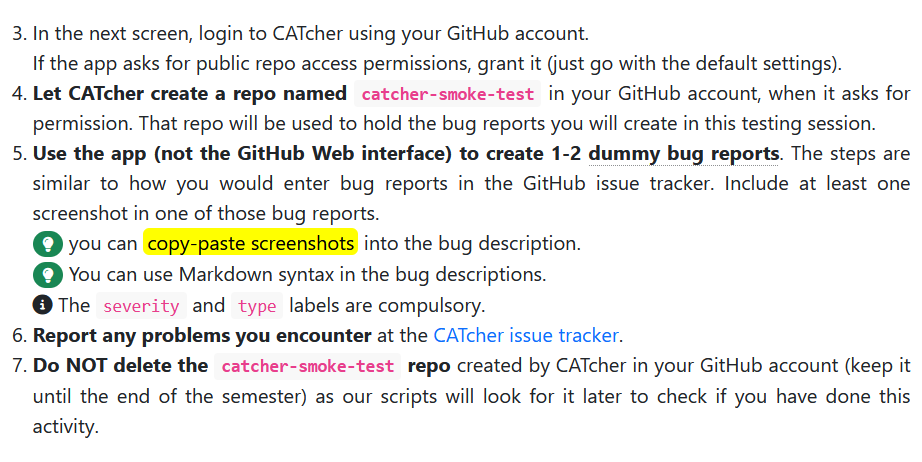 3. In the next screen, login to CATcher using your GitHub account.
If the app asks for public repo access permissions, grant it (just go with the default settings).
4. Let CATcher create a repo named catcher-smoke-test in your GitHub account, when it asks for
permission. That repo will be used to hold the bug reports you will create in this testing session.
5. Use the app (not the GitHub Web interface) to create 1-2 dummy bug reports. The steps are
similar to how you would enter bug reports in the GitHub issue tracker. Include at least one
screenshot in one of those bug reports.
you can copy-paste screenshots into the bug description.
You can use Markdown syntax in the bug descriptions.
The severity and type labels are compulsory.
6. Report any problems you encounter at the CATcher issue tracker.
7. Do NOT delete the catcher-smoke-test repo created by CATcher in your GitHub account (keep it
until the end of the semester) as our scripts will look for it later to check if you have done this
activity.